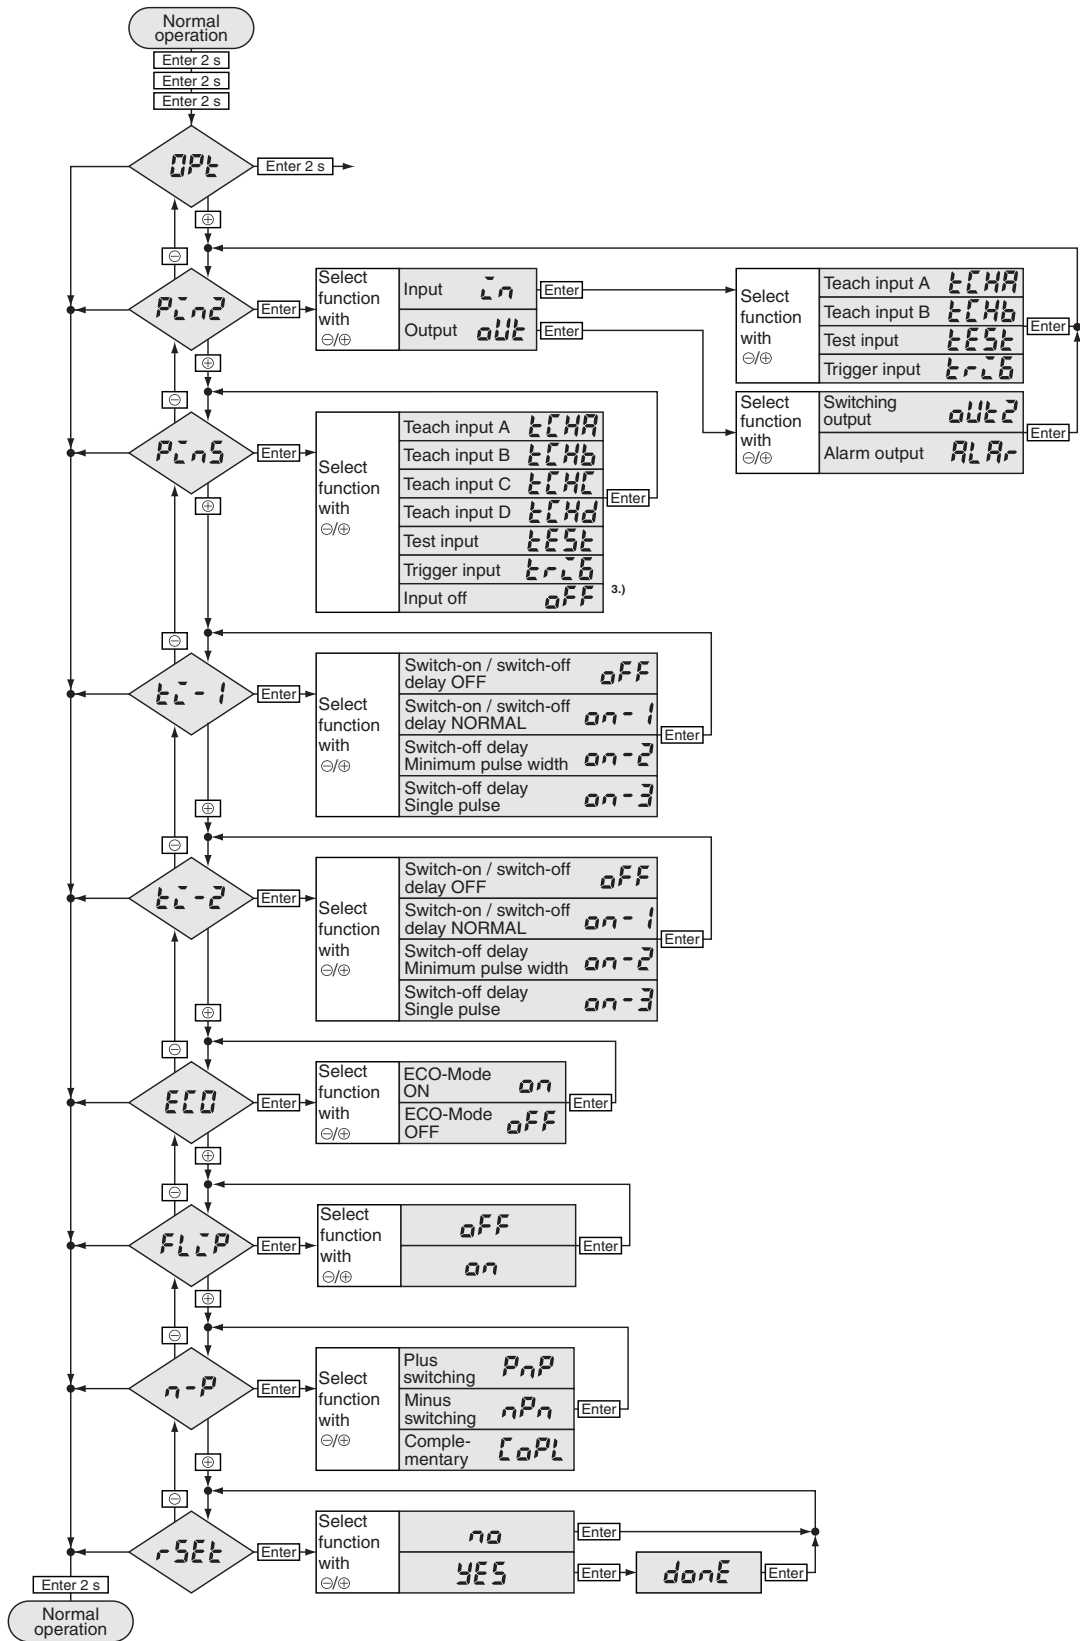 Normal
operation
Enter 2 s
Enter 2 s
Enter 2 s
OPt
Enter 2 s
⊕
⊖
Pin2
Enter
Select
function
with
⊖/⊕
Input in
Enter
Output oUt
Enter
Select
function
with
⊖/⊕
Teach input A tCHA
Teach input B tCHb
Test input tESt
Trigger input triG
Enter
Select
function
with
⊖/⊕
Switching
output oUt2
Alarm output ALAr
Enter
⊕
⊖
Pin5
Enter
Select
function
with
⊖/⊕
Teach input A tCHA
Teach input B tCHb
Teach input C tCHC
Teach input D tCHd
Test input tESt
Trigger input triG
Input off oFF
Enter
3.)
⊕
⊖
ti-1
Enter
Select
function
with
⊖/⊕
Switch-on / switch-off
delay OFF oFF
Switch-on / switch-off
delay NORMAL on-1
Switch-off delay
Minimum pulse width on-2
Switch-off delay
Single pulse on-3
Enter
⊕
⊖
ti-2
Enter
Select
function
with
⊖/⊕
Switch-on / switch-off
delay OFF oFF
Switch-on / switch-off
delay NORMAL on-1
Switch-off delay
Minimum pulse width on-2
Switch-off delay
Single pulse on-3
Enter
⊕
⊖
ECO
Enter
Select
function
with
⊖/⊕
ECO-Mode
ON on
ECO-Mode
OFF oFF
Enter
⊕
⊖
FLiP
Enter
Select
function
with
⊖/⊕
oFF
on
Enter
⊕
⊖
n-P
Enter
Select
function
with
⊖/⊕
Plus
switching PnP
Minus
switching nPn
Comple-
mentary CoPL
Enter
⊕
⊖
rSEt
Enter
Select
function
with
⊖/⊕
no
Enter
YES
Enter
donE
Enter
Enter 2 s
Normal
operation